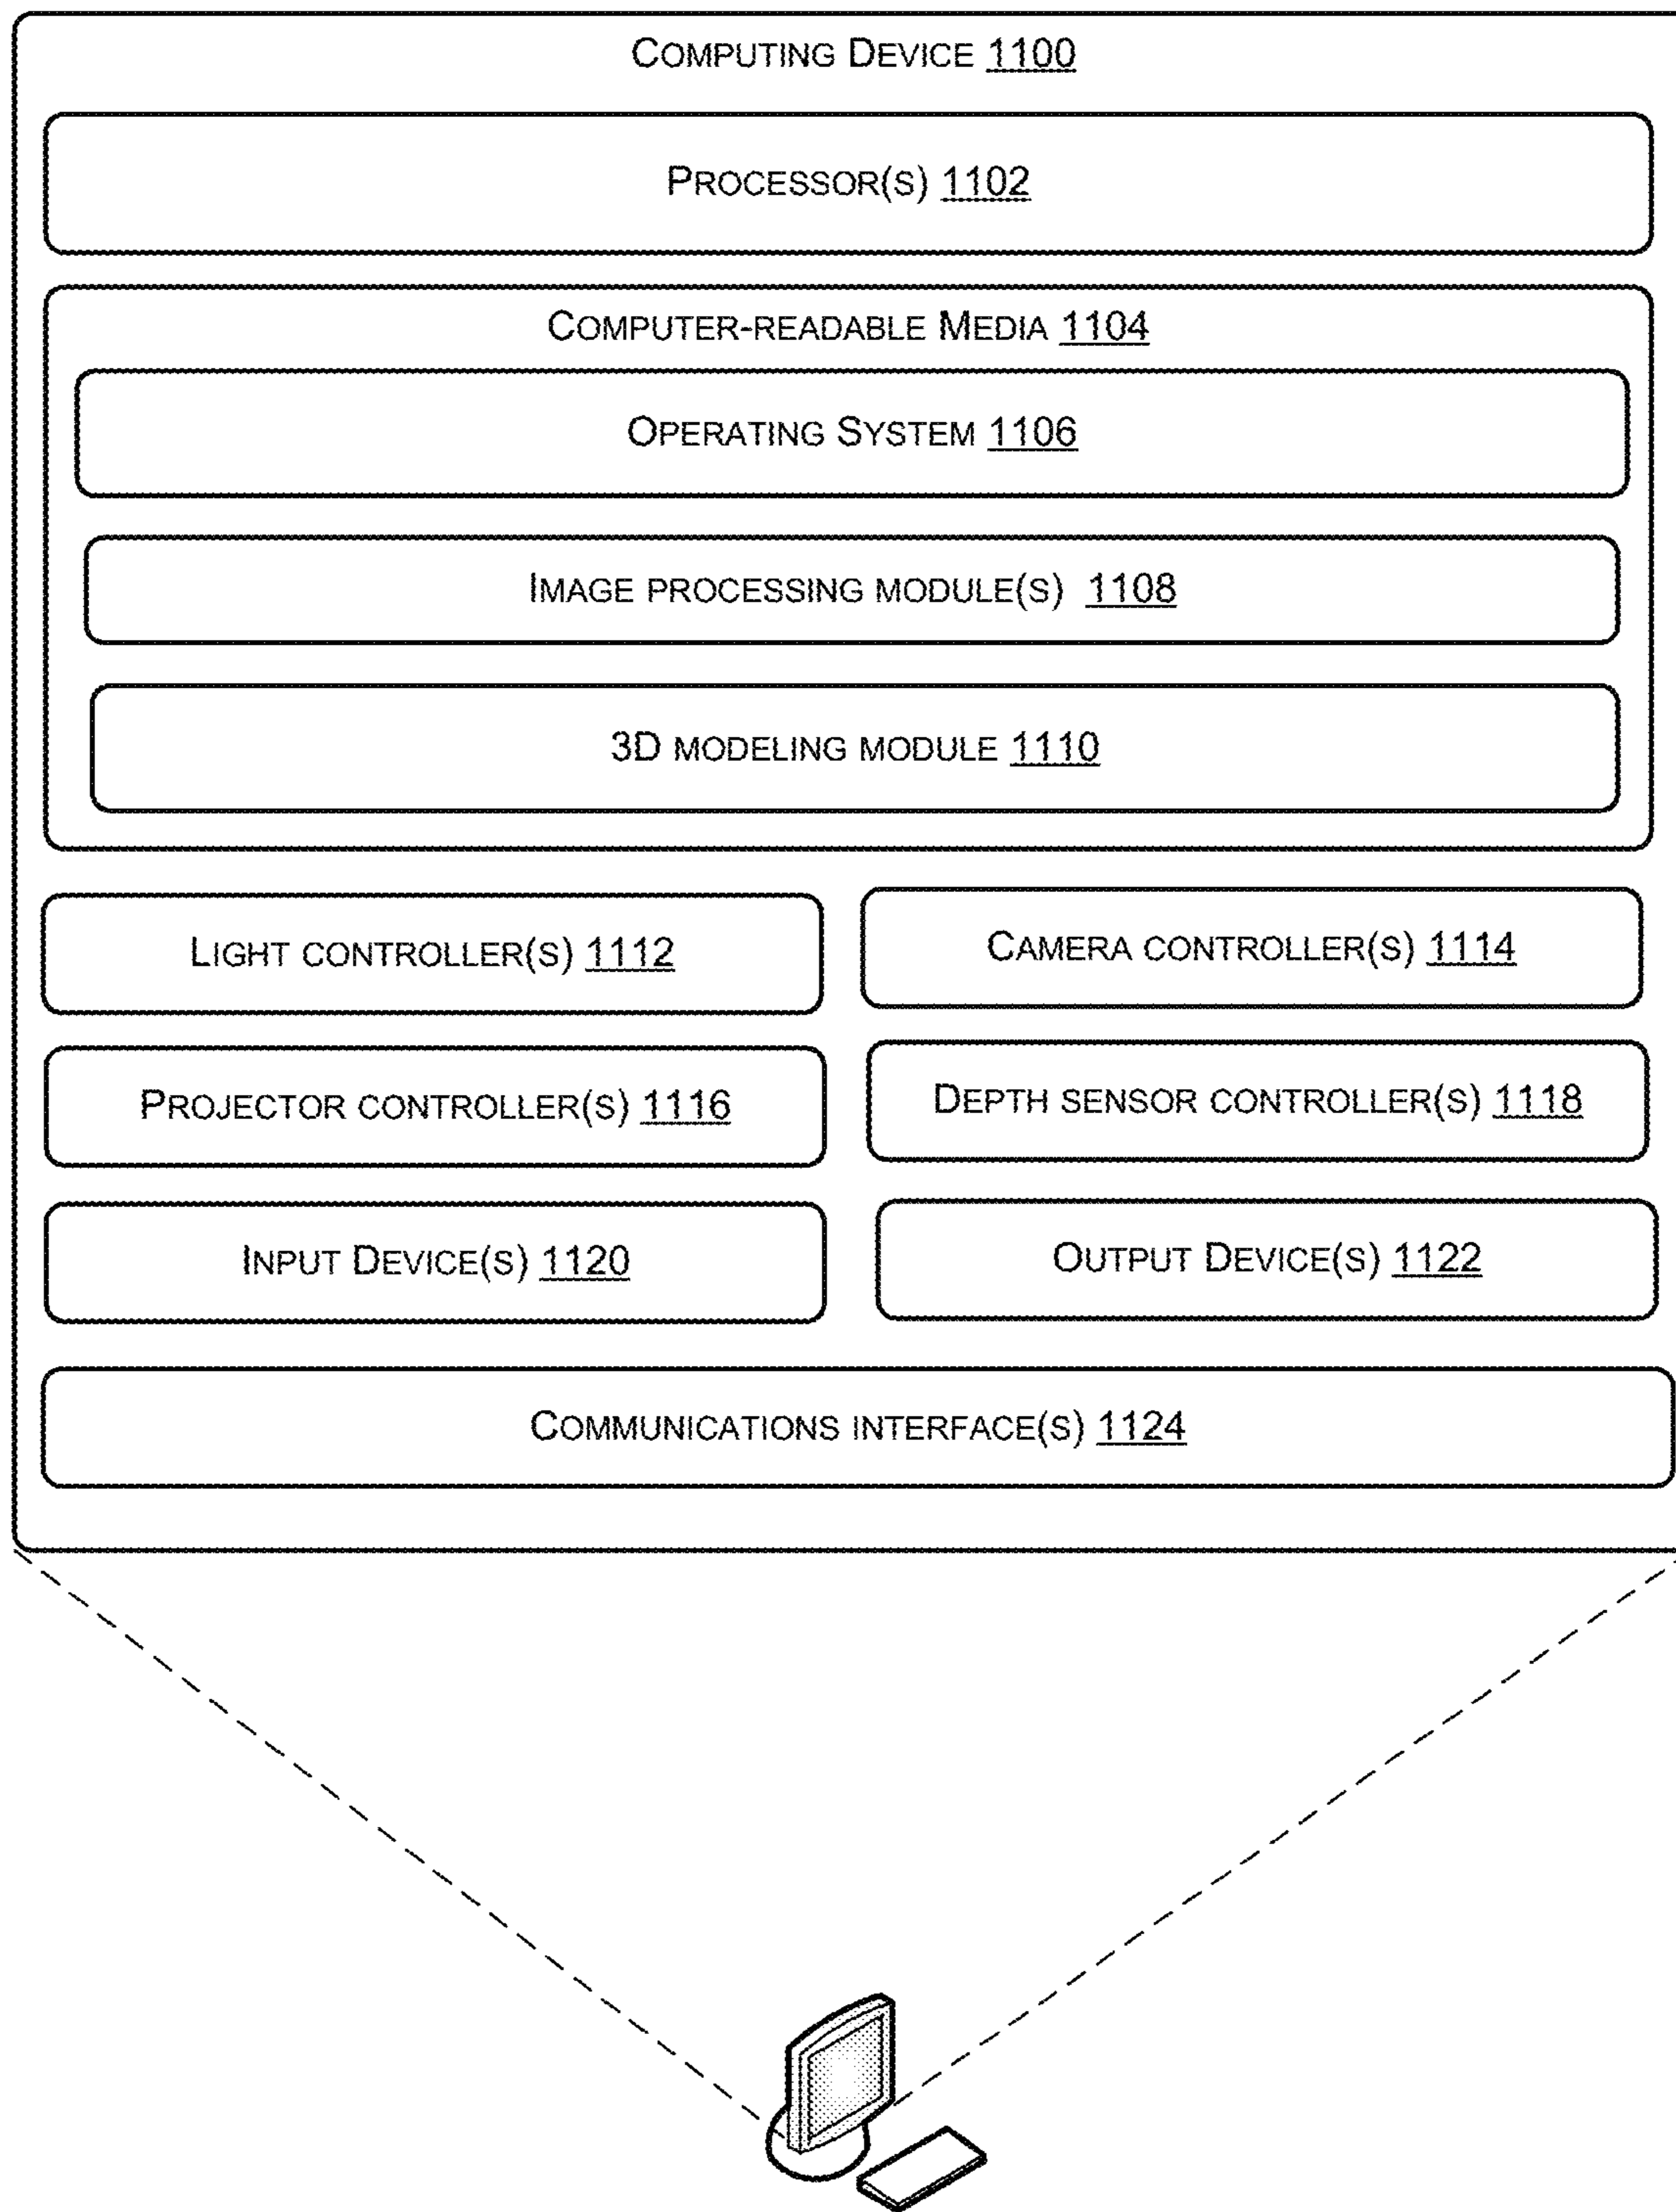 Computing Device 1100
Processor(s) 1102
Computer-readable Media 1104
Operating System 1106
Image processing module(s) 1108
3D modeling module 1110
Light controller(s) 1112
Camera controller(s) 1114
Projector controller(s) 1116
Depth sensor controller(s) 1118
Input Device(s) 1120
Output Device(s) 1122
Communications interface(s) 1124